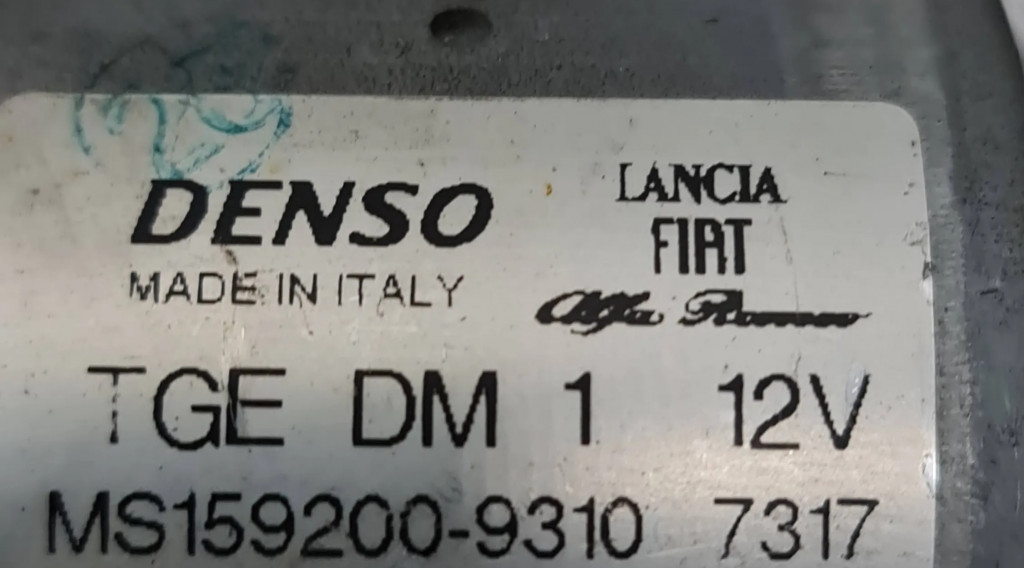 DENSO
MADE IN ITALY
LANCIA
FIAT
Alfa Romeo
TGE DM 1 12V
MS159200-9310 7317